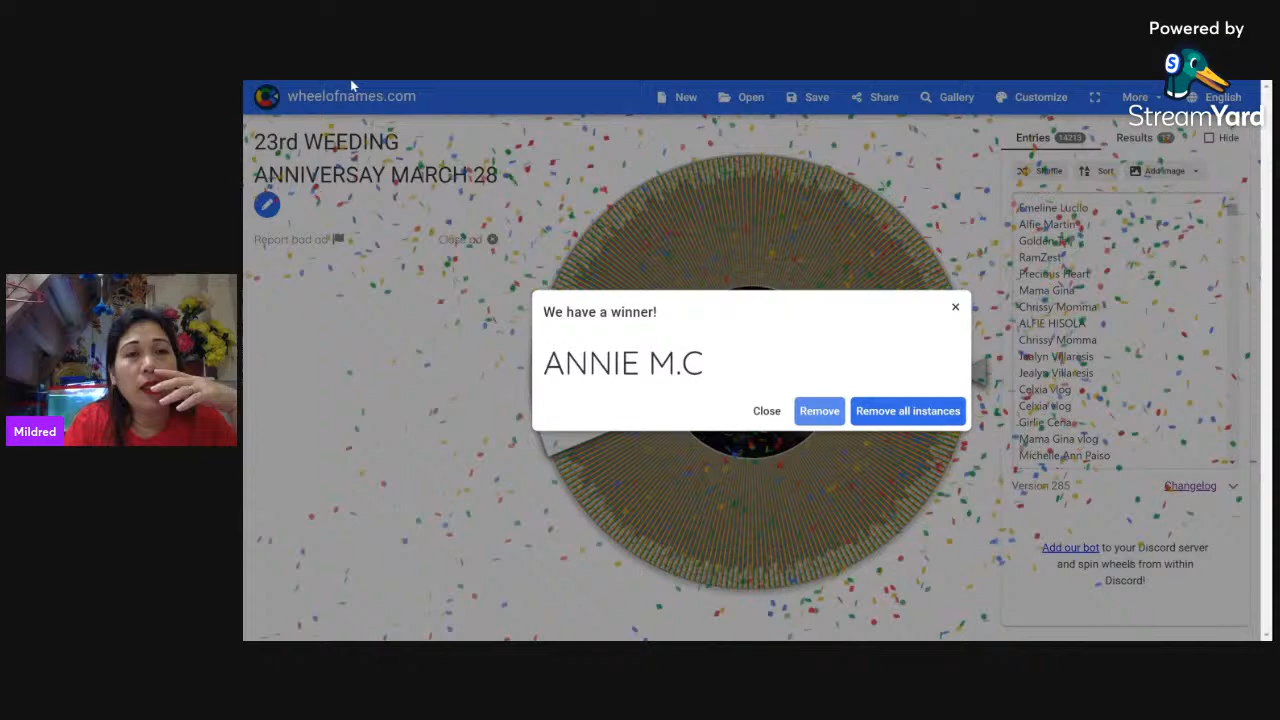 Powered by
StreamYard
wheelofnames.com
New
Open
Save
Share
Gallery
Customize
More
English
23rd WEEDING
ANNIVERSAY MARCH 28
Report bad ad
Close ad
Entries 14213
Results 17
Hide
Shuffle
Sort
Add image
Emeline Lucilo
Alfie Martin
RamZest
Precious Heart
Mama Gina
Chrissy Momma
ALFIE HISOLA
Chrissy Momma
Jealyn Villaresis
Jealyn Villaresis
Celxia vlog
Celxia vlog
Girlie Cena
Mama Gina vlog
Michelle Ann Paiso
Version 285
Changelog
Add our bot to your Discord server
and spin wheels from within
Discord!
We have a winner!
ANNIE M.C
Close
Remove
Remove all instances
Mildred